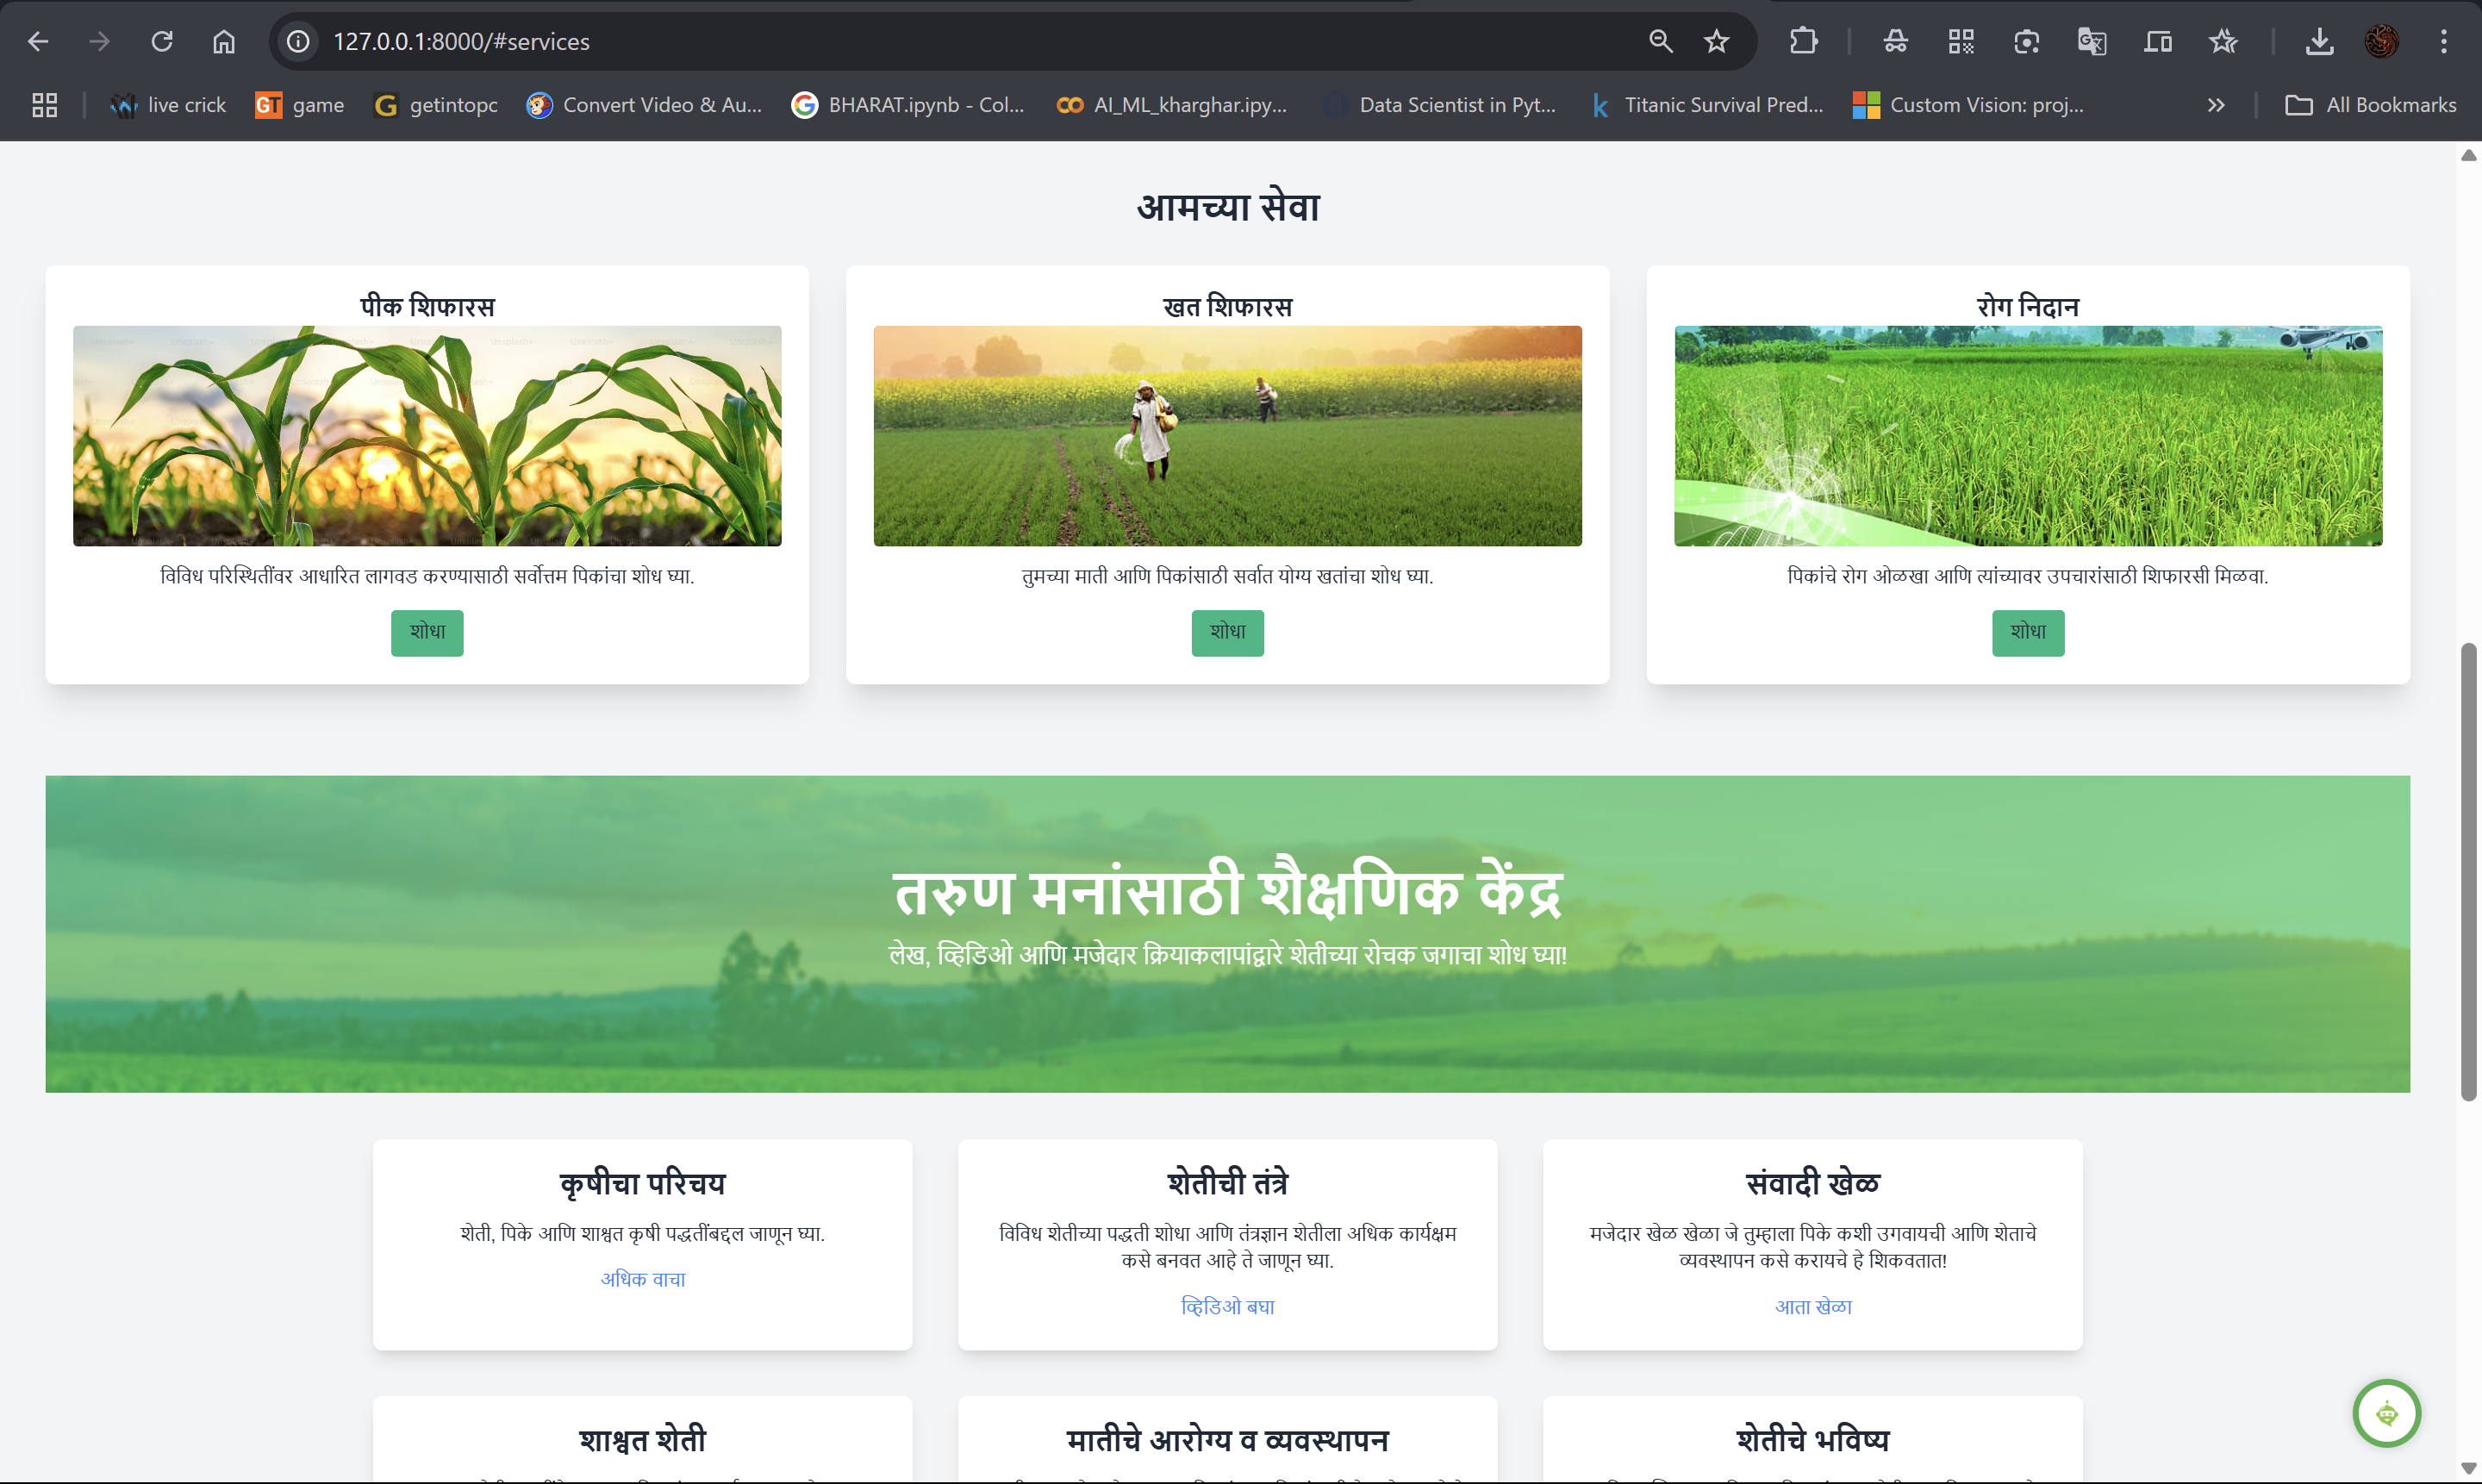 127.0.0.1:8000/#services
live crick
game
getintopc
Convert Video & Au...
BHARAT.ipynb - Col...
AI_ML_kharghar.ipy...
Data Scientist in Pyt...
Titanic Survival Pred...
Custom Vision: proj...
All Bookmarks
आमच्या सेवा
पीक शिफारस
खत शिफारस
रोग निदान
विविध परिस्थितींवर आधारित लागवड करण्यासाठी सर्वोत्तम पिकांचा शोध घ्या.
तुमच्या माती आणि पिकांसाठी सर्वात योग्य खतांचा शोध घ्या.
पिकांचे रोग ओळखा आणि त्यांच्यावर उपचारांसाठी शिफारसी मिळवा.
शोधा
शोधा
शोधा
तरुण मनांसाठी शैक्षणिक केंद्र
लेख, व्हिडिओ आणि मजेदार क्रियाकलापांद्वारे शेतीच्या रोचक जगाचा शोध घ्या!
कृषीचा परिचय
शेती, पिके आणि शाश्वत कृषी पद्धतींबद्दल जाणून घ्या.
अधिक वाचा
शेतीची तंत्रे
विविध शेतीच्या पद्धती शोधा आणि तंत्रज्ञान शेतीला अधिक कार्यक्षम
कसे बनवत आहे ते जाणून घ्या.
व्हिडिओ बघा
संवादी खेळ
मजेदार खेळ खेळा जे तुम्हाला पिके कशी उगवायची आणि शेताचे
व्यवस्थापन कसे करायचे हे शिकवतात!
आता खेळा
शाश्वत शेती
मातीचे आरोग्य व व्यवस्थापन
शेतीचे भविष्य